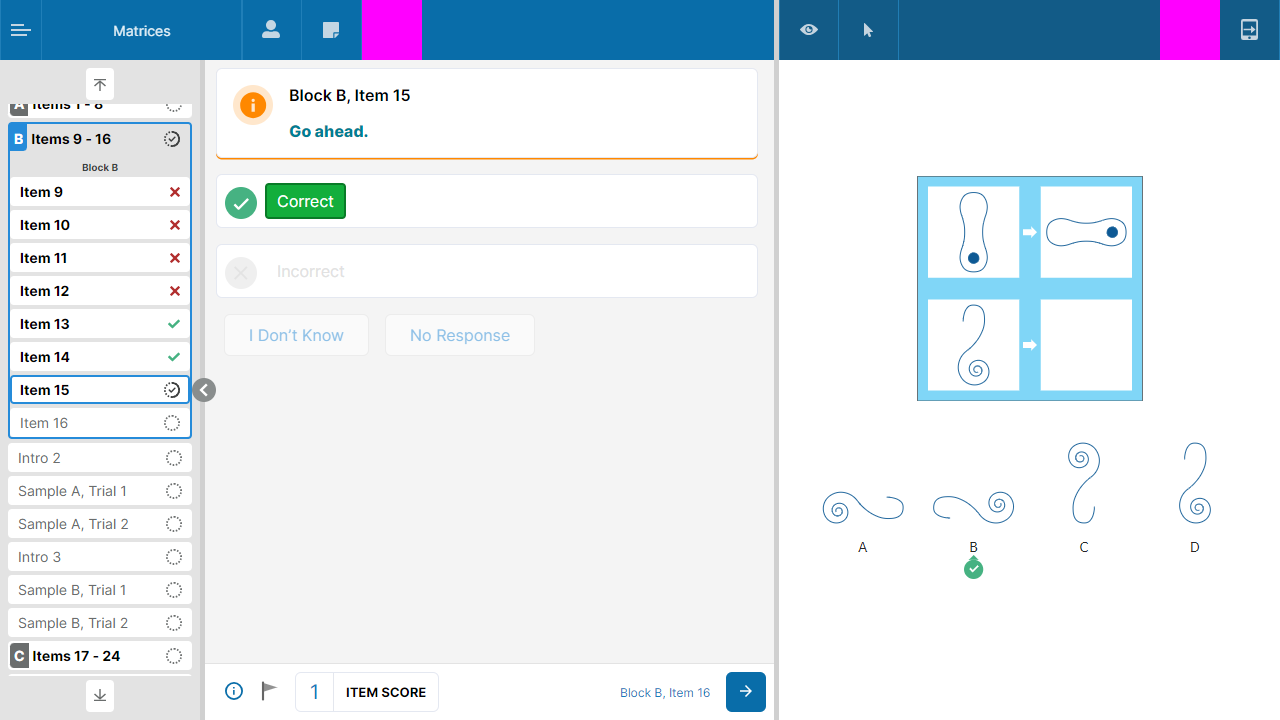 Matrices
A Items 1 - 8
B Items 9 - 16
Block B
Item 9
Item 10
Item 11
Item 12
Item 13
Item 14
Item 15
Item 16
Intro 2
Sample A, Trial 1
Sample A, Trial 2
Intro 3
Sample B, Trial 1
Sample B, Trial 2
C Items 17 - 24
Block B, Item 15
Go ahead.
Correct
Incorrect
I Don’t Know
No Response
1 ITEM SCORE
Block B, Item 16
A B C D